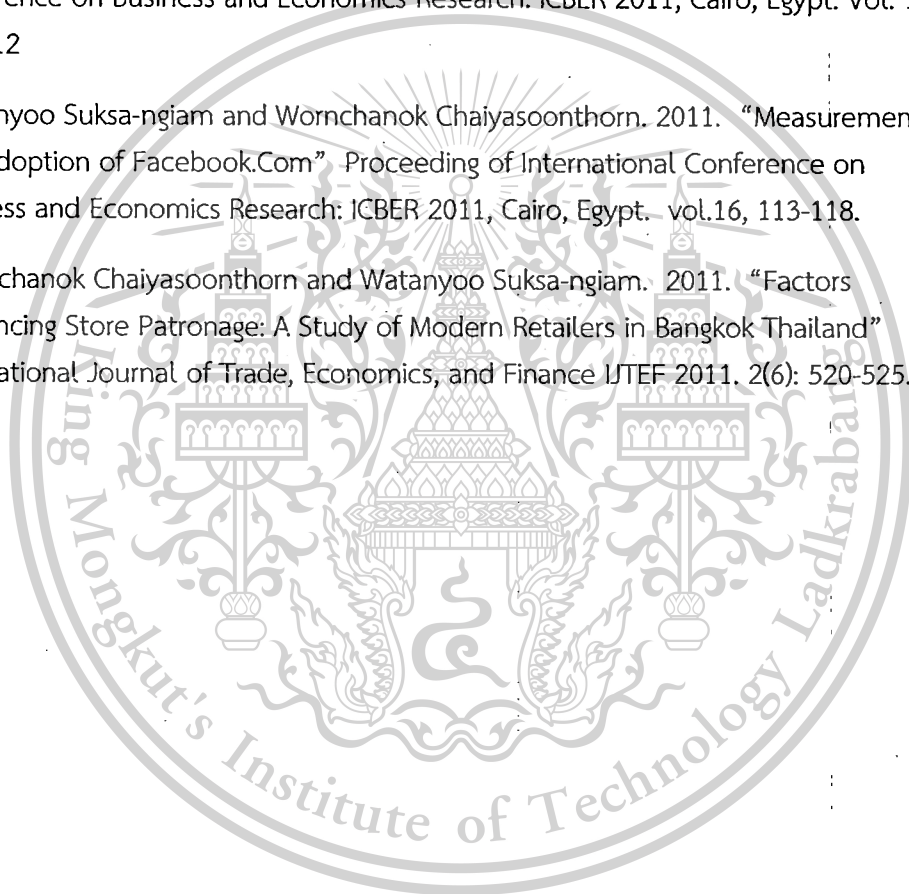 rence on Business and Economics Research: ICBER 2011, Cairo, Egypt. Vol.
12
nyoo Suksa-ngiam and Wornchanok Chaiyasoonthorn. 2011. “Measuremen
doption of Facebook.Com” Proceeding of International Conference on
ess and Economics Research: ICBER 2011, Cairo, Egypt. vol.16, 113-118.
chanok Chaiyasoonthorn and Watanyoo Suksa-ngiam. 2011. “Factors
ncing Store Patronage: A Study of Modern Retailers in Bangkok Thailand”
ational Journal of Trade, Economics, and Finance IJTEF 2011. 2(6): 520-525.
King Mongkut's Institute of Technology Ladkrabang